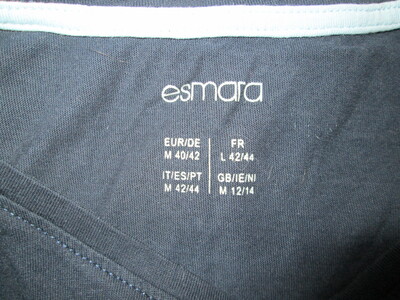 esmara
EUR/DE FR
M 40/42 L 42/44
IT/ES/PT GB/IE/NI
M 42/44 M 12/14